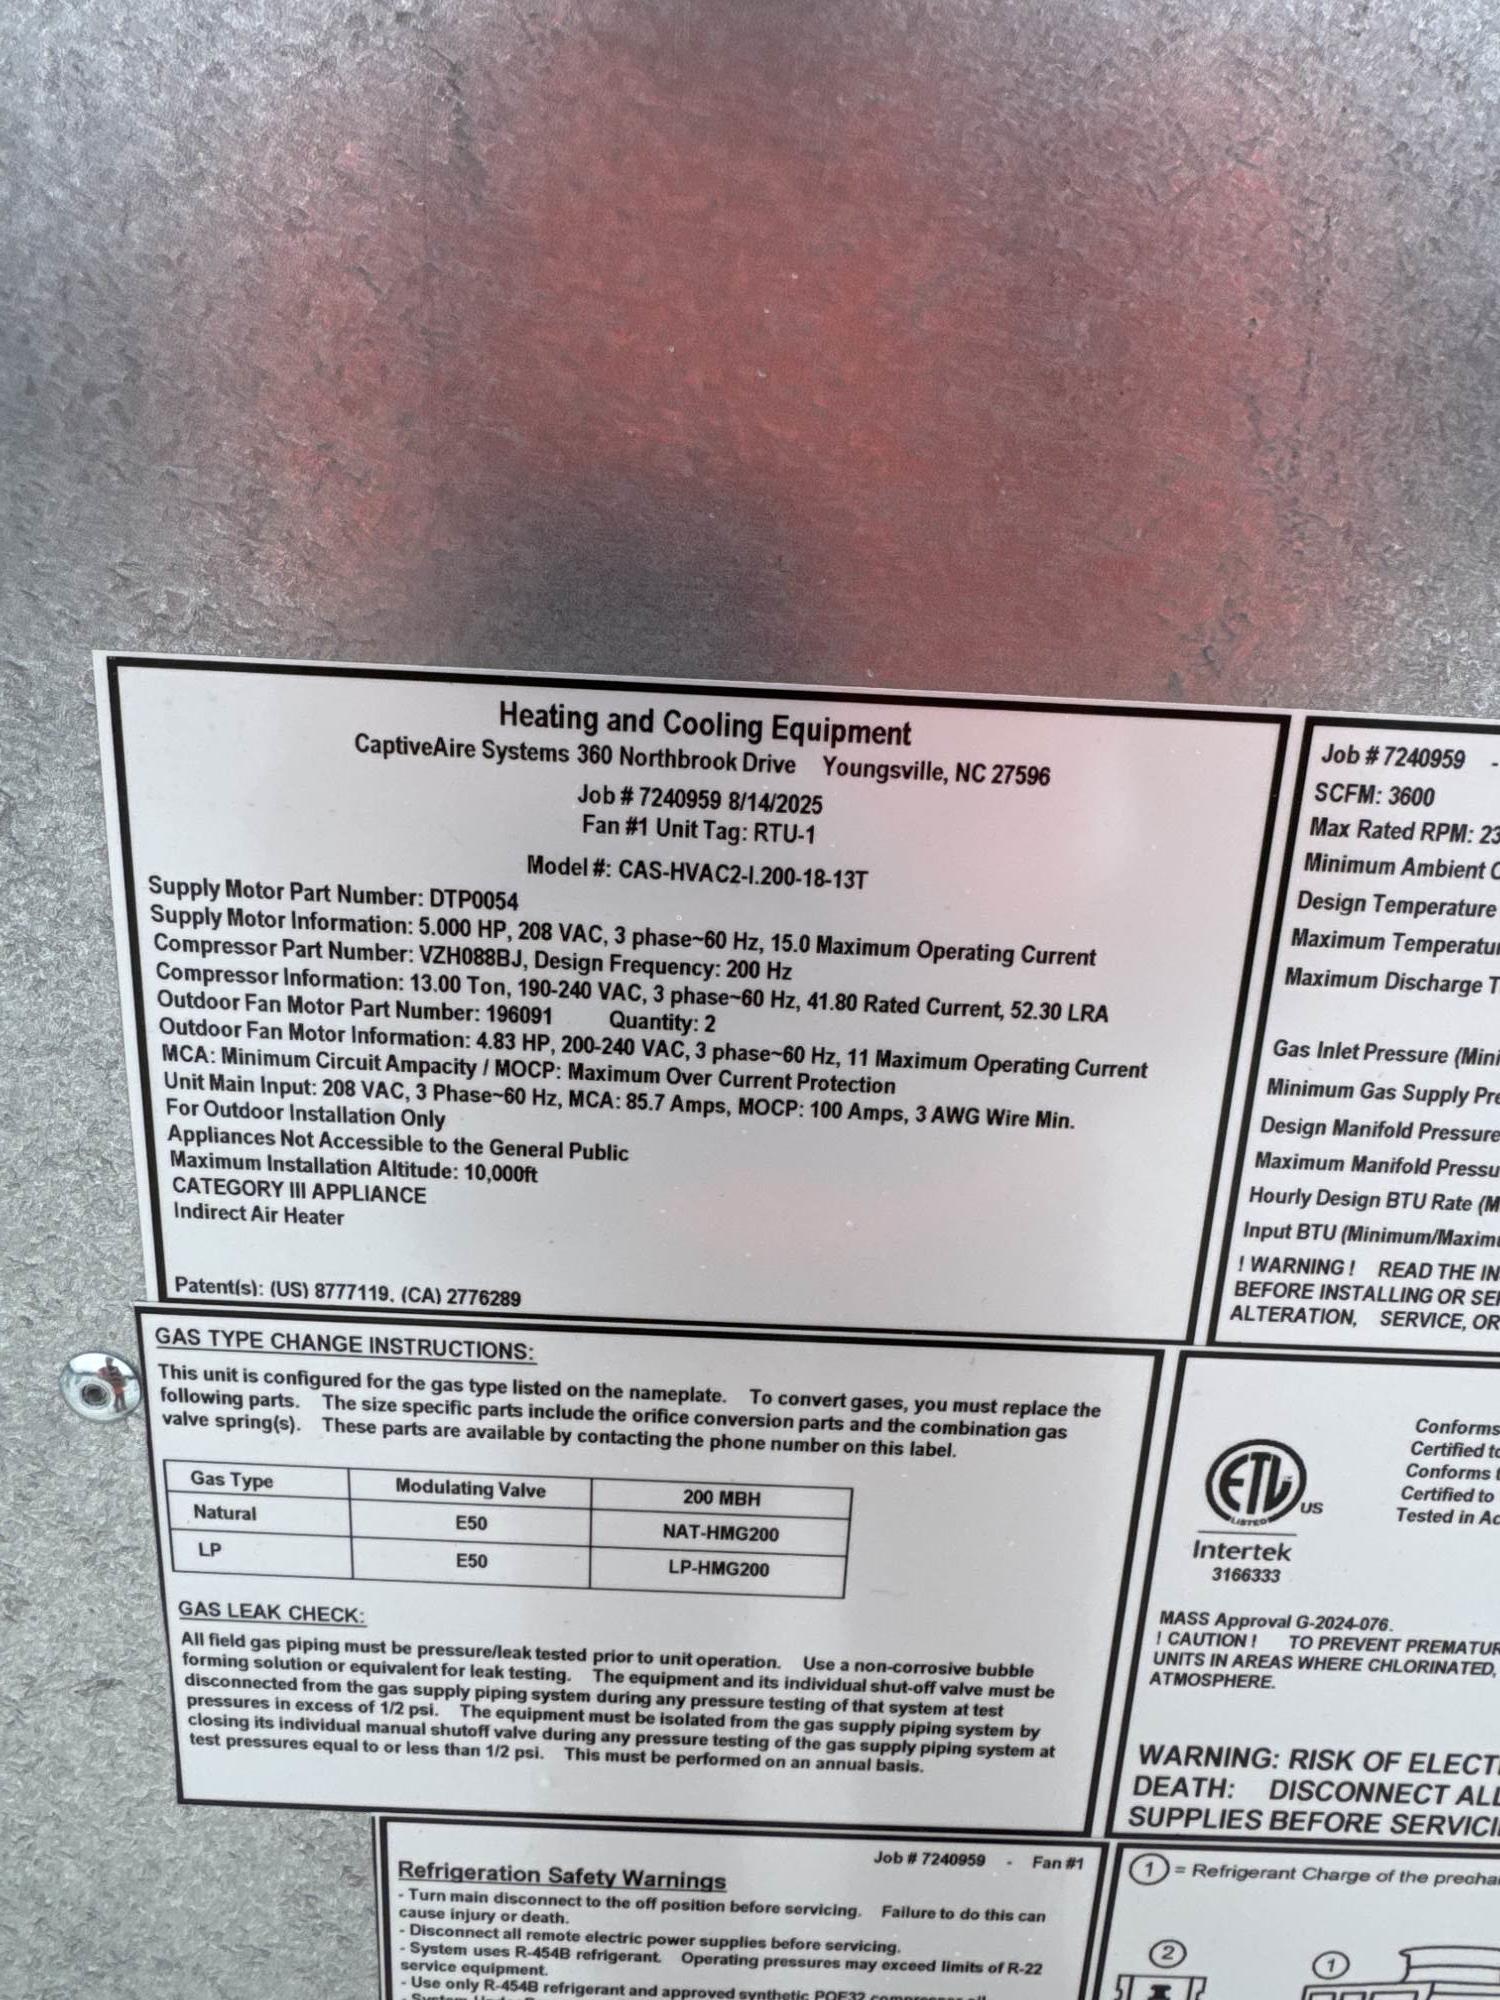 Heating and Cooling Equipment
CaptiveAire Systems 360 Northbrook Drive Youngsville, NC 27596
Job # 7240959 8/14/2025
Fan #1 Unit Tag: RTU-1
Model #: CAS-HVAC2-I.200-18-13T
Supply Motor Part Number: DTP0054
Supply Motor Information: 5.000 HP, 208 VAC, 3 phase~60 Hz, 15.0 Maximum Operating Current
Compressor Part Number: VZH088BJ, Design Frequency: 200 Hz
Compressor Information: 13.00 Ton, 190-240 VAC, 3 phase~60 Hz, 41.80 Rated Current, 52.30 LRA
Outdoor Fan Motor Part Number: 196091 Quantity: 2
Outdoor Fan Motor Information: 4.83 HP, 200-240 VAC, 3 phase~60 Hz, 11 Maximum Operating Current
MCA: Minimum Circuit Ampacity / MOCP: Maximum Over Current Protection
Unit Main Input: 208 VAC, 3 Phase~60 Hz, MCA: 85.7 Amps, MOCP: 100 Amps, 3 AWG Wire Min.
For Outdoor Installation Only
Appliances Not Accessible to the General Public
Maximum Installation Altitude: 10,000ft
CATEGORY III APPLIANCE
Indirect Air Heater
Patent(s): (US) 8777119, (CA) 2776289
Job # 7240959 -
SCFM: 3600
Max Rated RPM: 23
Minimum Ambient
Design Temperature
Maximum
Maximum Discharge
Gas Inlet Pressure
Minimum Gas Supply
Design Manifold Pressure
Maximum Manifold
Hourly Design BTU Rate
Input BTU
! WARNING ! READ THE
BEFORE INSTALLING OR
ALTERATION, SERVICE, OR
GAS TYPE CHANGE INSTRUCTIONS:
This unit is configured for the gas type listed on the nameplate. To convert gases, you must replace the
following parts. The size specific parts include the orifice conversion parts and the combination gas
valve spring(s). These parts are available by contacting the phone number on this label.
Gas Type Modulating Valve 200 MBH
Natural E50 NAT-HMG200
LP E50 LP-HMG200
GAS LEAK CHECK:
All field gas piping must be pressure/leak tested prior to unit operation. Use a non-corrosive bubble
forming solution or equivalent for leak testing. The equipment and its individual shut-off valve must be
disconnected from the gas supply piping system during any pressure testing of that system at test
pressures in excess of 1/2 psi. The equipment must be isolated from the gas supply piping system by
closing its individual manual shutoff valve during any pressure testing of the gas supply piping system at
test pressures equal to or less than 1/2 psi. This must be performed on an annual basis.
ETL US
LISTED
Intertek
3166333
Conforms
Certified to
Conforms
Certified to
Tested in
MASS Approval G-2024-076.
! CAUTION ! TO PREVENT
UNITS IN AREAS WHERE CHLORINATED,
ATMOSPHERE.
WARNING: RISK OF
DEATH: DISCONNECT ALL
SUPPLIES BEFORE
Job # 7240959 - Fan #1
Refrigeration Safety Warnings
- Turn main disconnect to the off position before servicing. Failure to do this can
cause injury or death.
- Disconnect all remote electric power supplies before servicing.
- System uses R-454B refrigerant. Operating pressures may exceed limits of R-22
service equipment.
- Use only R-454B refrigerant and approved synthetic
1 = Refrigerant Charge of the
2
1